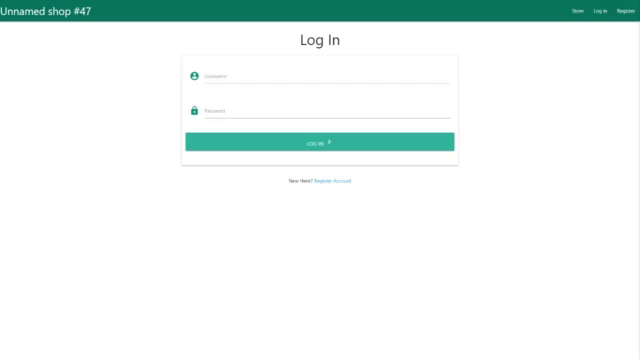 Unnamed shop #47
Store Log in Register
Log In
Username
Password
LOG IN
New Here? Register Account